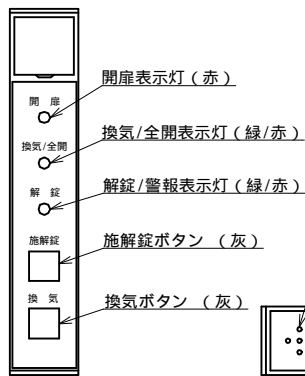 開扉表示灯（赤）
開　扉
換気/全開表示灯（緑/赤）
換気/全開
解錠/警報表示灯（緑/赤）
解　錠
施解錠ボタン　（灰）
施解錠
換気ボタン　（灰）
換　気